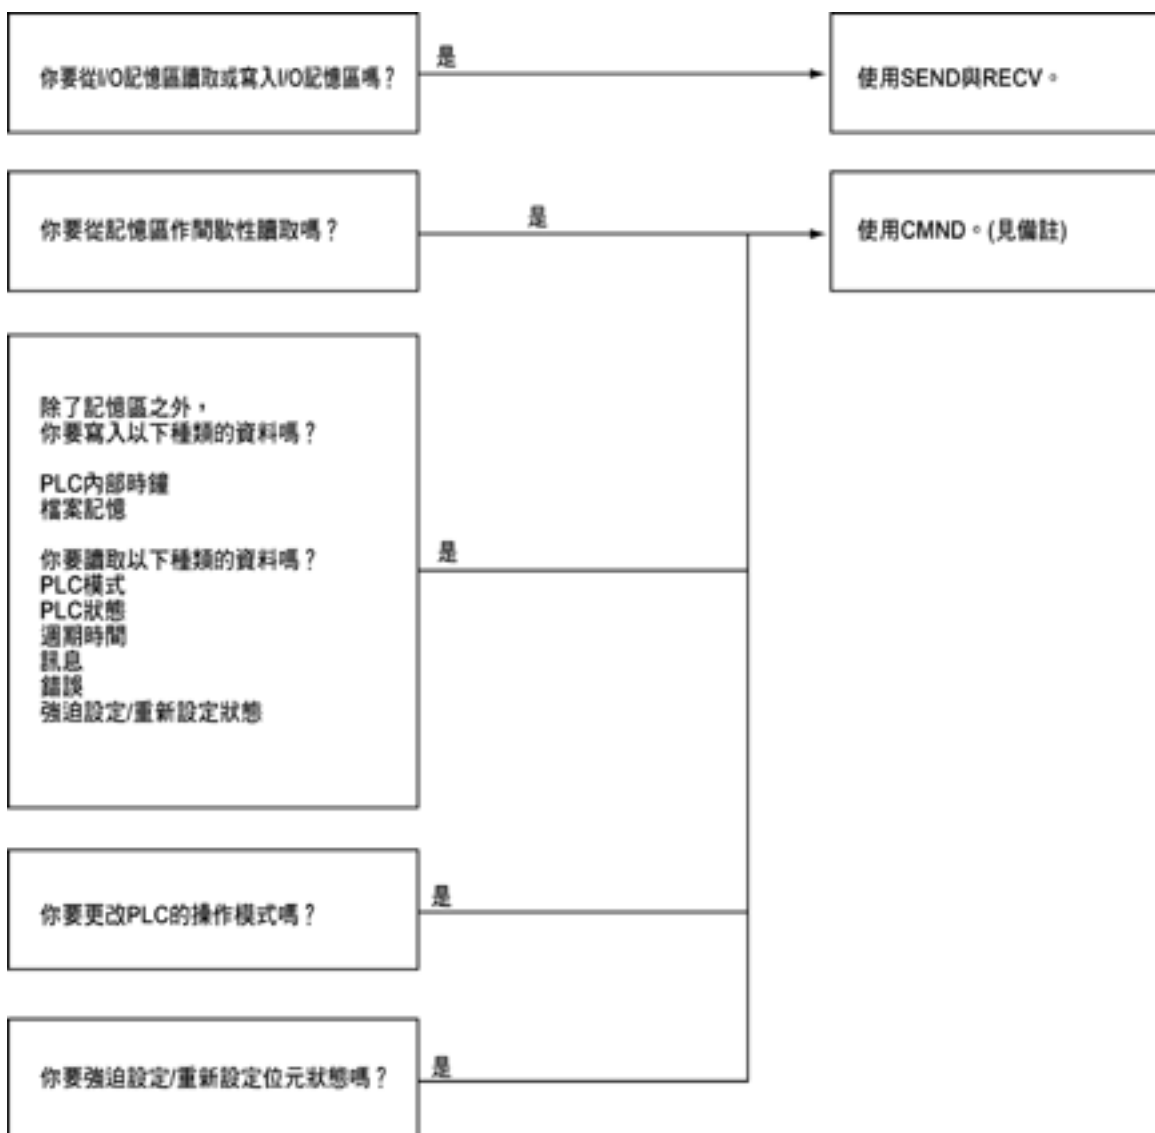 你要從I/O記憶區讀取或寫入I/O記憶區嗎？
是
使用SEND與RECV。
你要從記憶區作間歇性讀取嗎？
是
使用CMND。(見備註)
除了記憶區之外，
你要寫入以下種類的資料嗎？
PLC內部時鐘
檔案記憶
你要讀取以下種類的資料嗎？
PLC模式
PLC狀態
週期時間
訊息
錯誤
強迫設定/重新設定狀態
是
你要更改PLC的操作模式嗎？
是
你要強迫設定/重新設定位元狀態嗎？
是